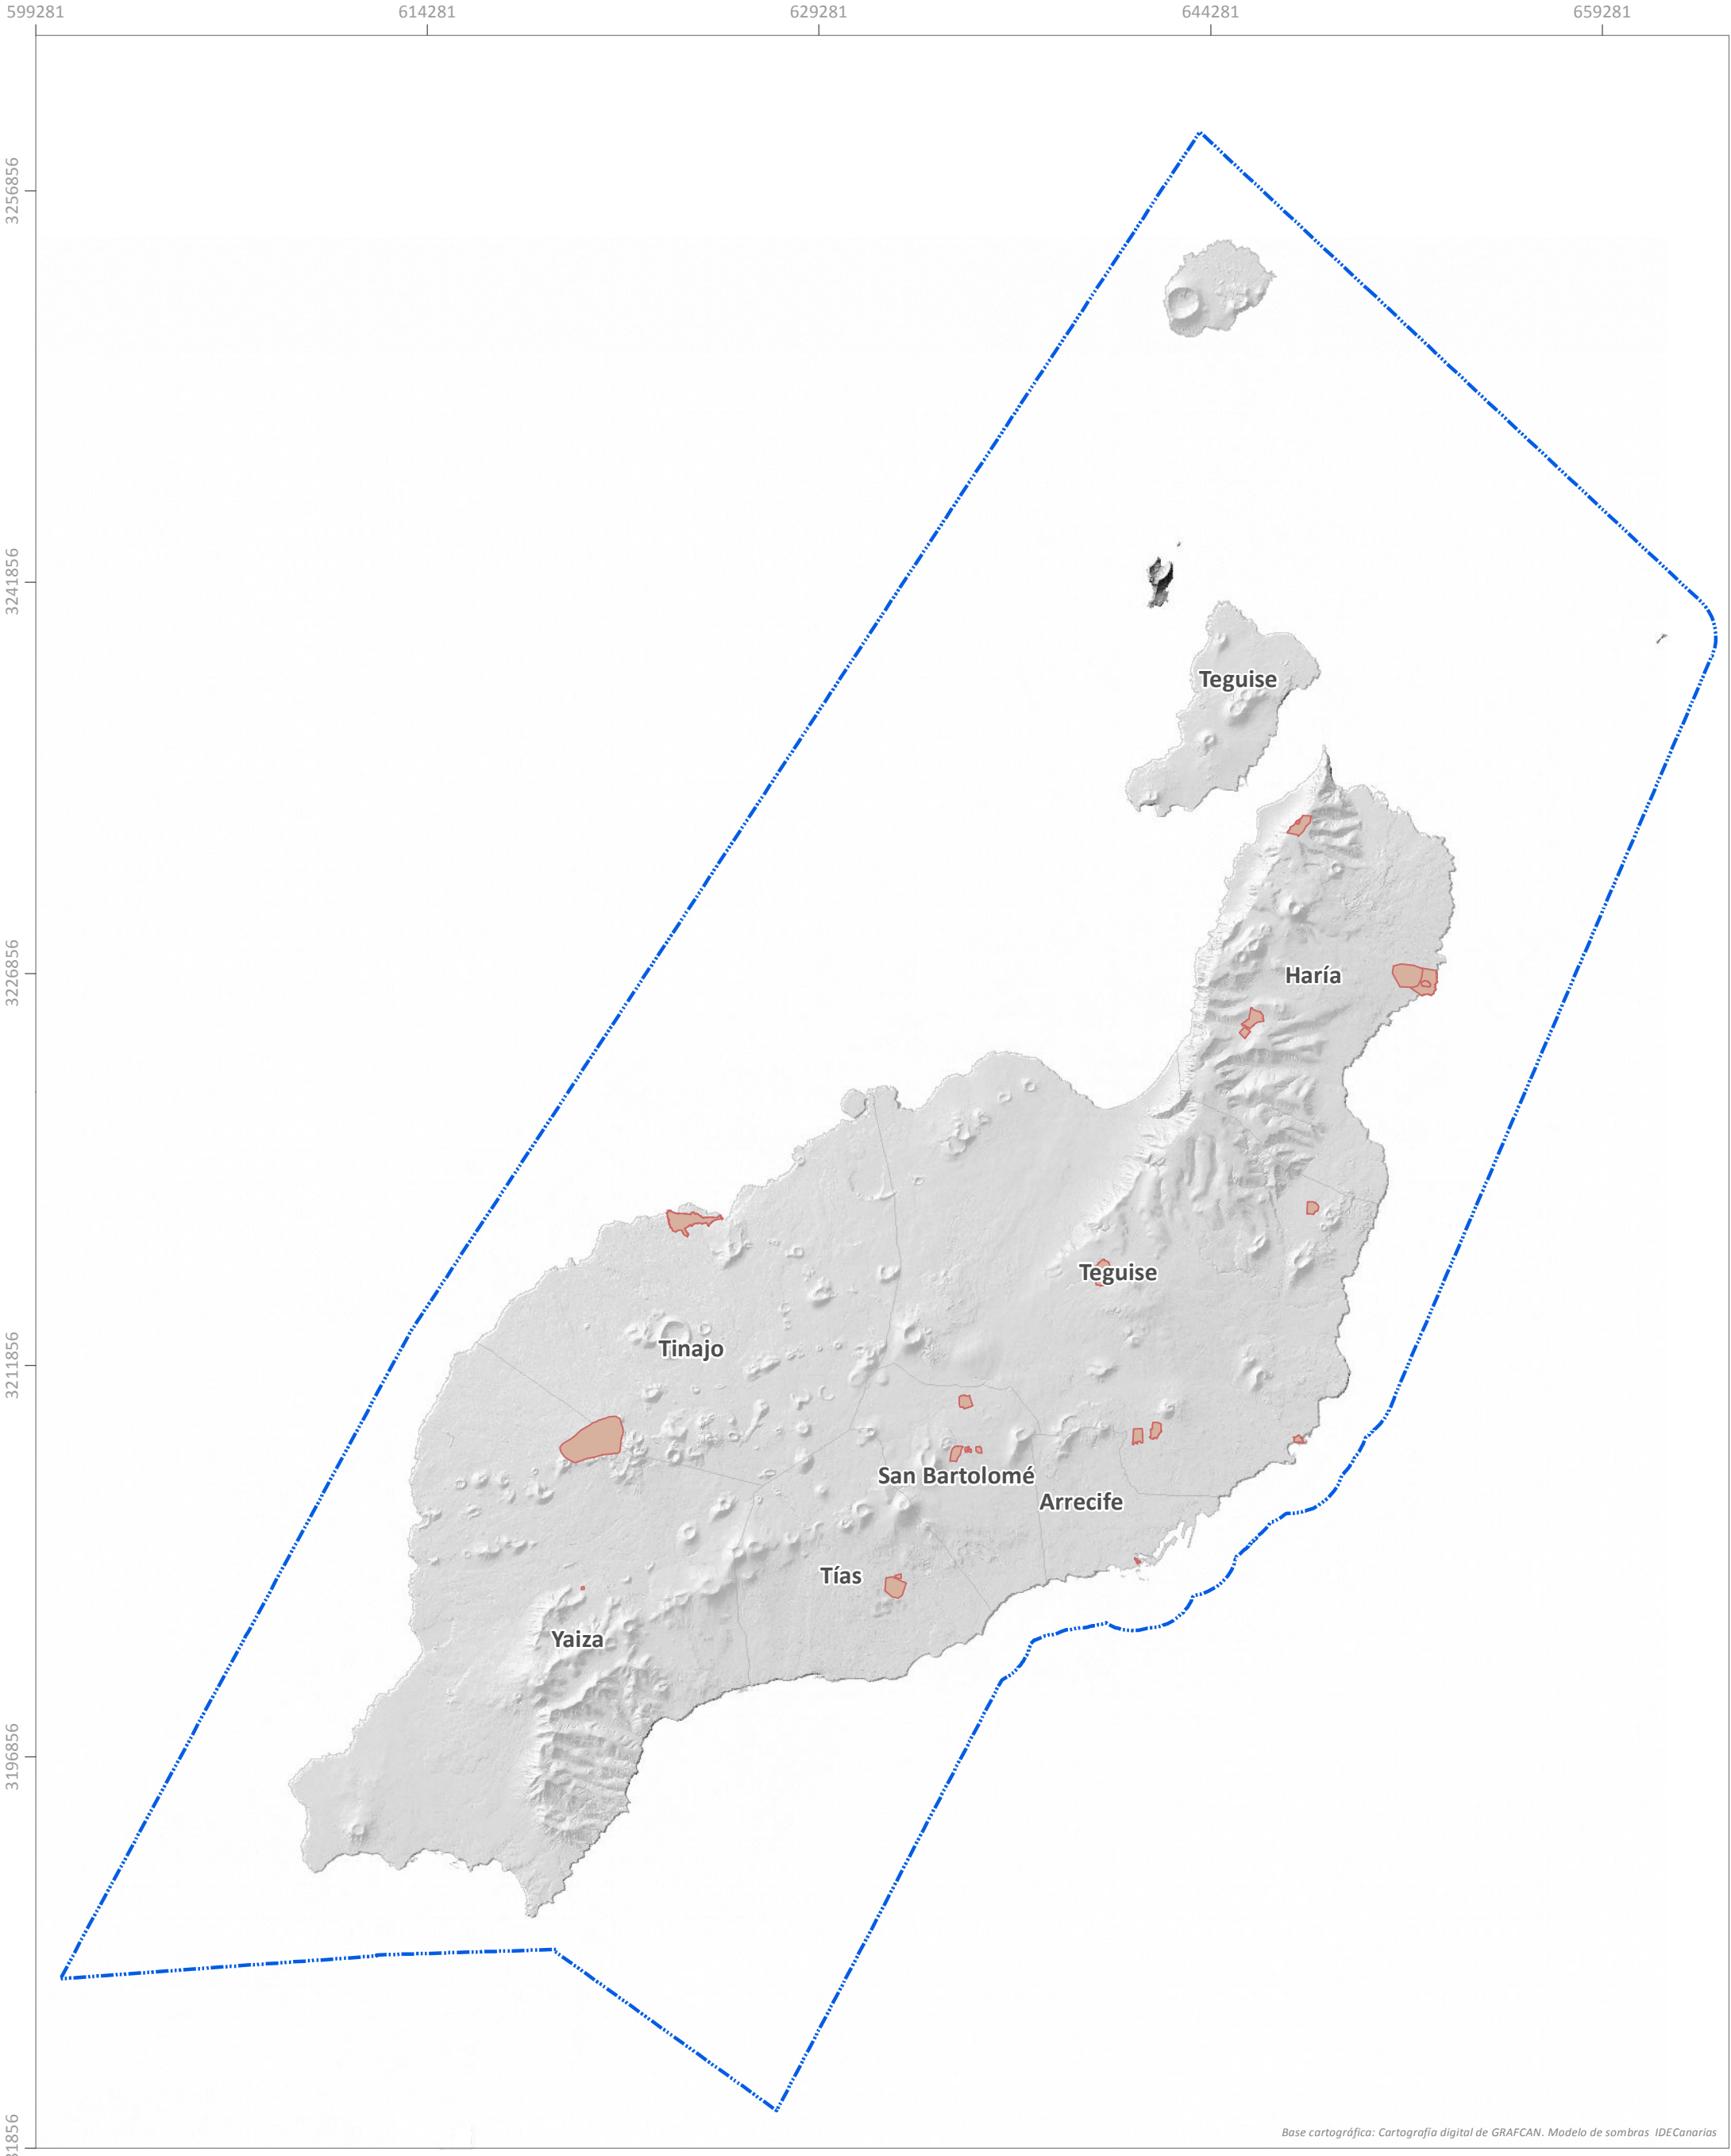 599281 614281 629281 644281 659281
3256856
3241856
Teguise
3226856
Haría
Teguise
Tinajo
3211856
San Bartolomé
Arrecife
Tías
Yaiza
3196856
Base cartográfica: Cartografía digital de GRAFCAN. Modelo de sombras IDECanarias